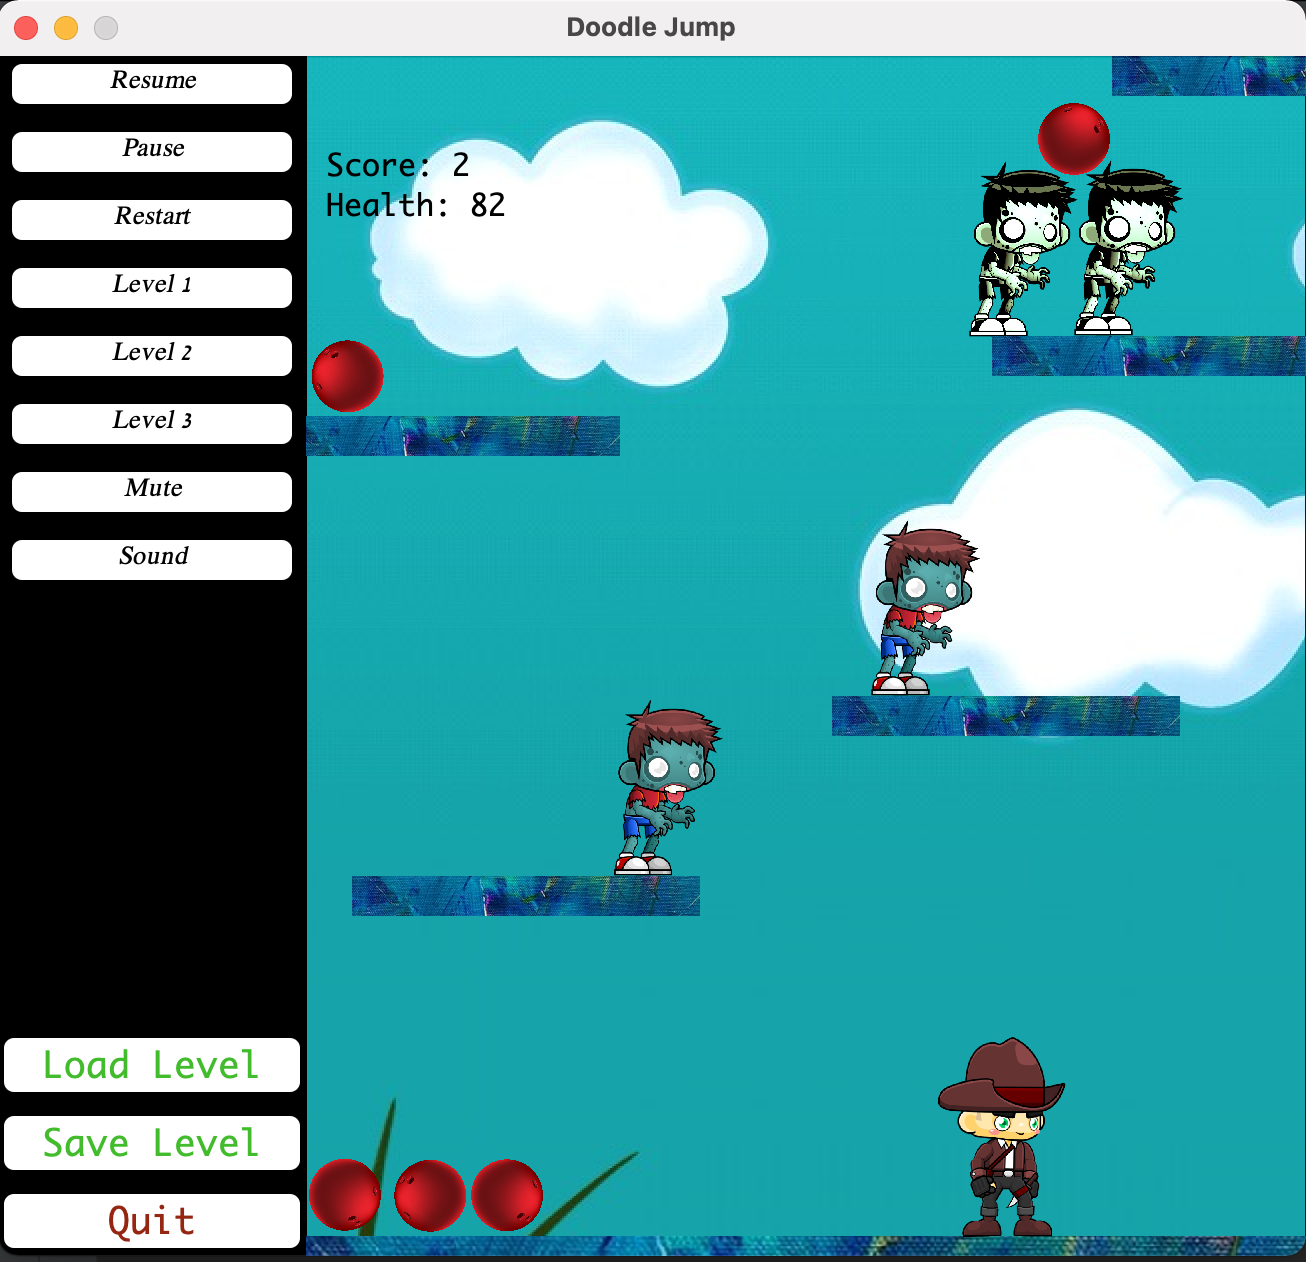 Doodle Jump
Resume
Pause
Restart
Level 1
Level 2
Level 3
Mute
Sound
Load Level
Save Level
Quit
Score: 2
Health: 82